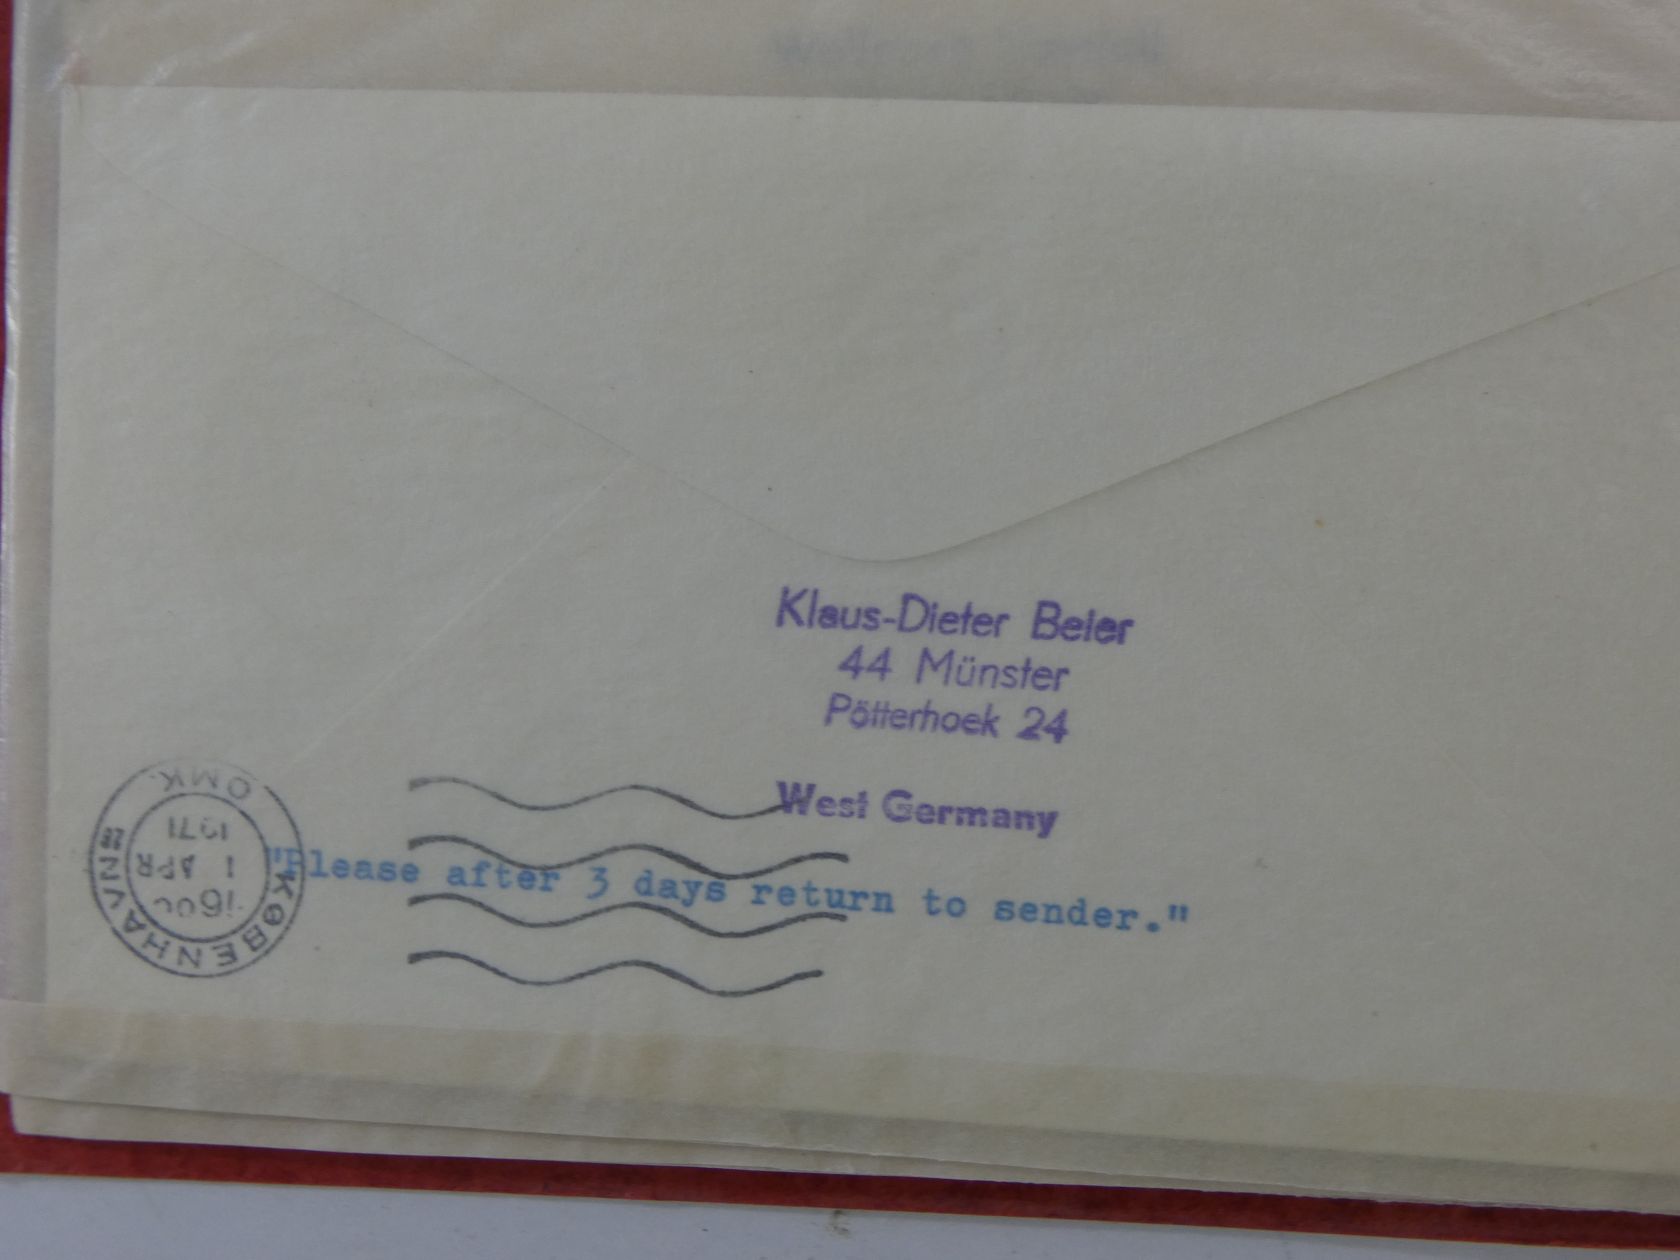 Klaus-Dieter Beier
44 Münster
Pötterhoek 24
West Germany
"Please after 3 days return to sender."
KØBENHAVN
OMK.
1600
1 APR
1971